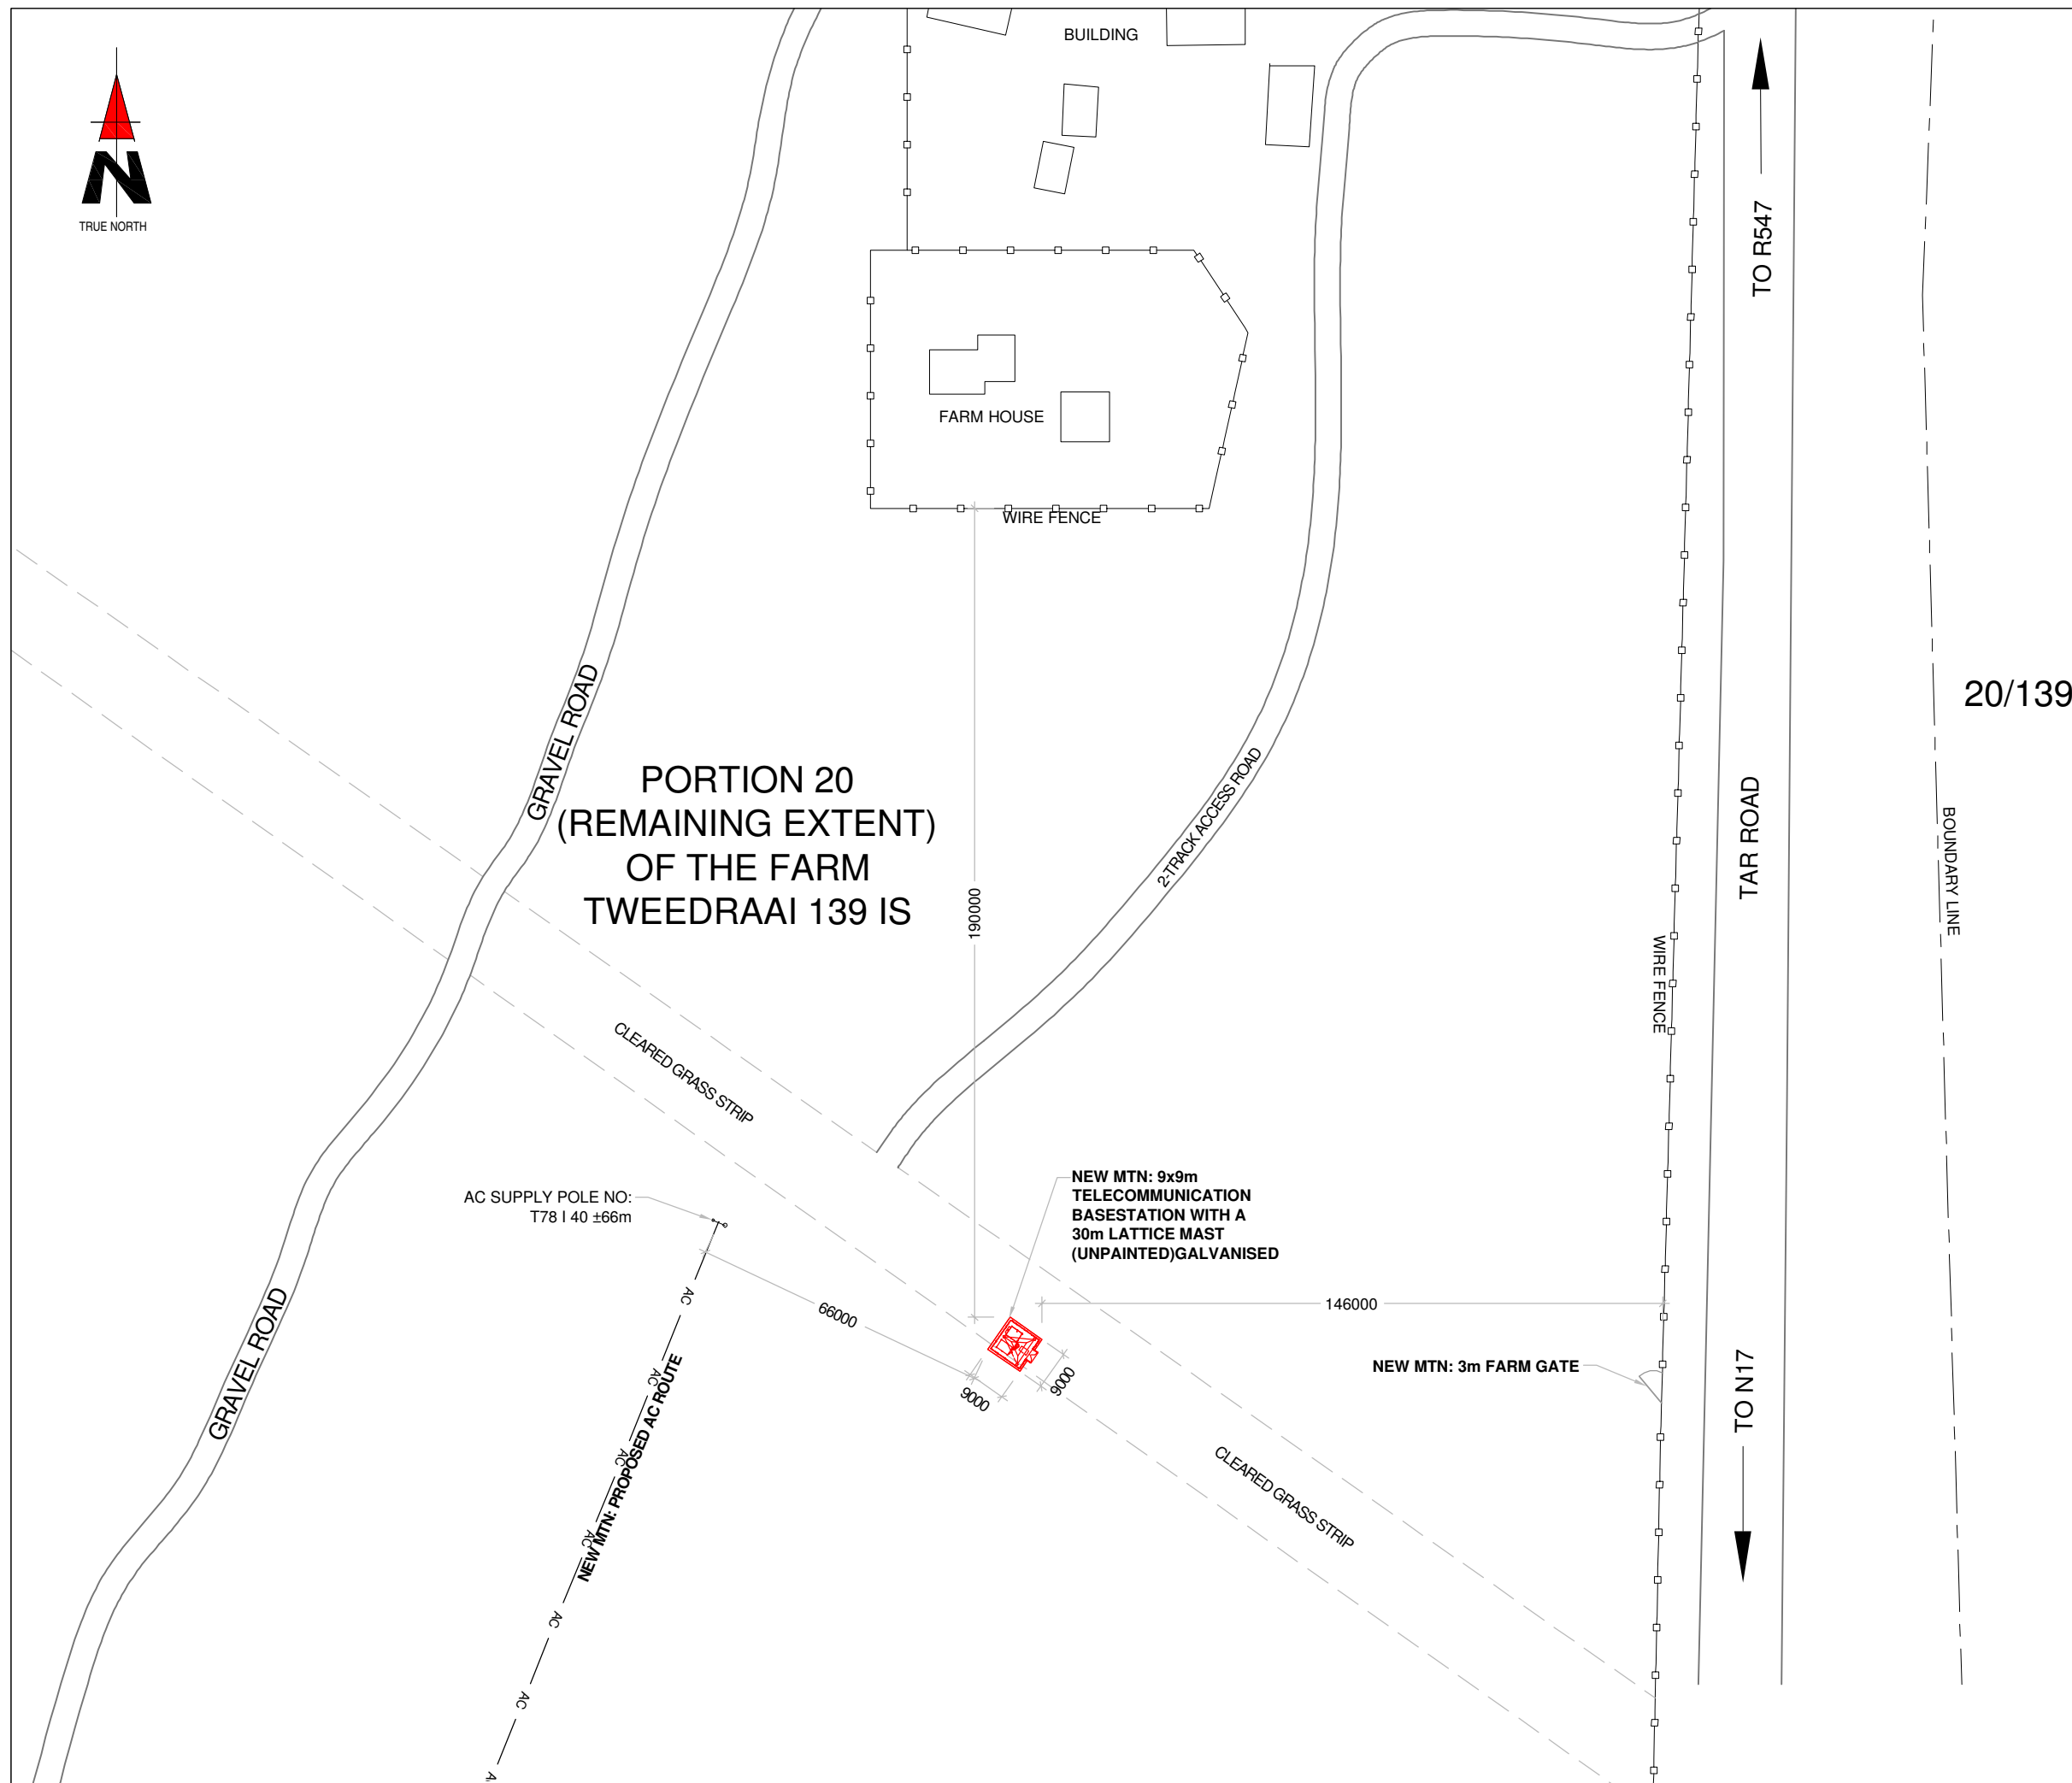 BUILDING
N
TRUE NORTH
TO R547
FARM HOUSE
WIRE FENCE
20/139
GRAVEL ROAD
PORTION 20
(REMAINING EXTENT)
OF THE FARM
TWEEDRAAI 139 IS
2-TRACK ACCESS ROAD
TAR ROAD
BOUNDARY LINE
190000
WIRE FENCE
CLEARED GRASS STRIP
AC SUPPLY POLE NO:
T78 I 40 ±66m
NEW MTN: 9x9m
TELECOMMUNICATION
BASESTATION WITH A
30m LATTICE MAST
(UNPAINTED)GALVANISED
66000
146000
GRAVEL ROAD
9000
9000
NEW MTN: 3m FARM GATE
TO N17
AC
AC
AC
AC
AC
AC
A
NEW MTN: PROPOSED AC ROUTE
CLEARED GRASS STRIP